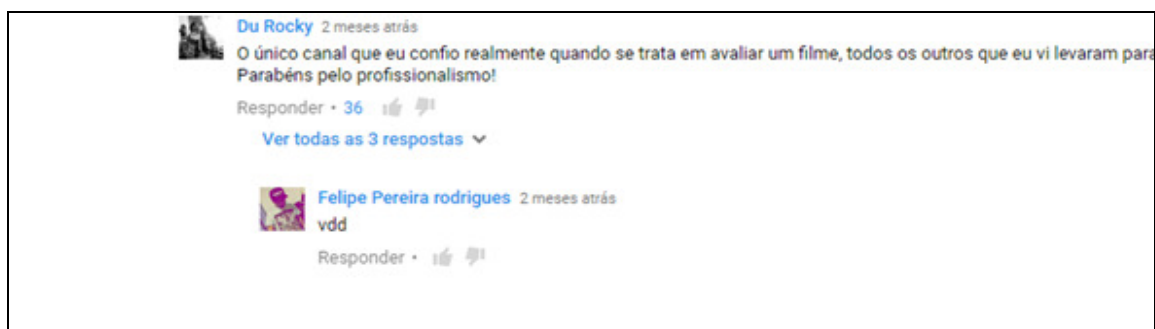 Du Rocky 2 meses atrás
O único canal que eu confio realmente quando se trata em avaliar um filme, todos os outros que eu vi levaram para
Parabéns pelo profissionalismo!
Responder • 36
Ver todas as 3 respostas
Felipe Pereira rodrigues 2 meses atrás
vdd
Responder •